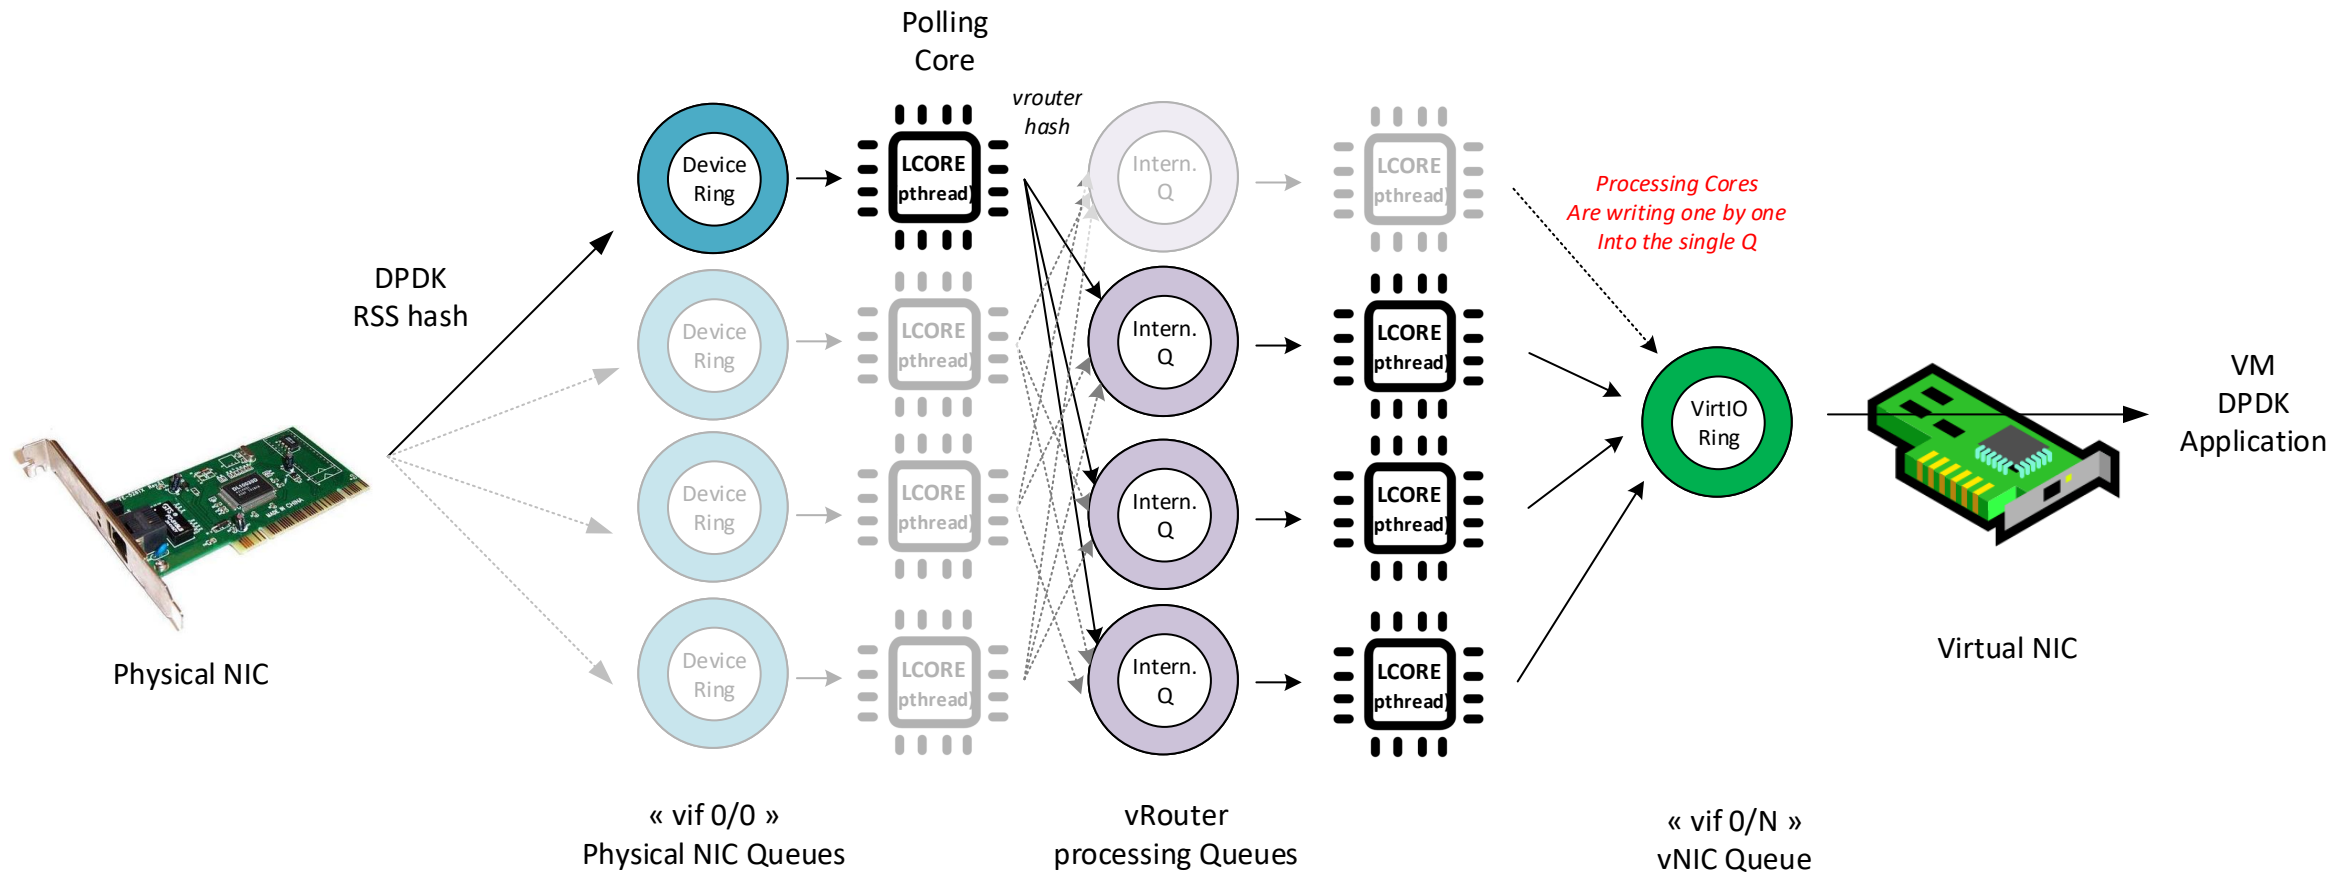 Polling
Core
vrouter
hash
DPDK
RSS hash
Device
Ring
LCORE
pthread)
Intern.
Q
LCORE
pthread)
Processing Cores
Are writing one by one
Into the single Q
Device
Ring
LCORE
pthread)
Intern.
Q
LCORE
pthread)
VirtIO
Ring
VM
DPDK
Application
Device
Ring
LCORE
pthread)
Intern.
Q
LCORE
pthread)
Device
Ring
LCORE
pthread)
Intern.
Q
LCORE
pthread)
Physical NIC
Virtual NIC
« vif 0/0 »
Physical NIC Queues
vRouter
processing Queues
« vif 0/N »
vNIC Queue